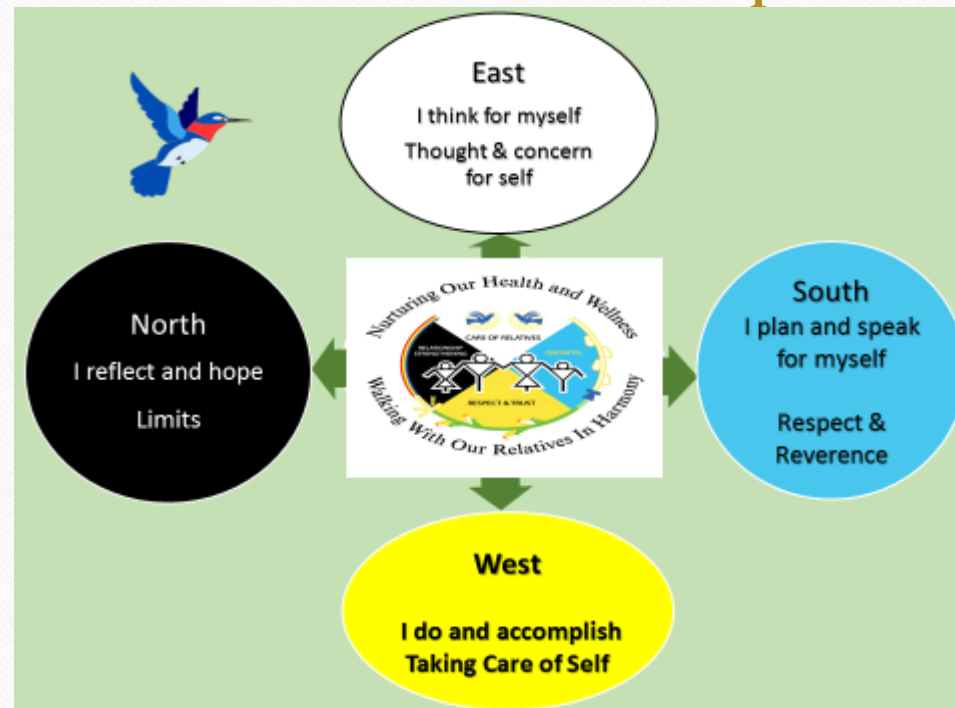 East
I think for myself
Thought & concern
for self
North
I reflect and hope
Limits
Nurturing Our Health and Wellness
CARE OF RELATIVES
RELATIONSHIP
STRENGTHENING
GROWTH
RESPECT & TRUST
Walking With Our Relatives In Harmony
South
I plan and speak
for myself
Respect &
Reverence
West
I do and accomplish
Taking Care of Self